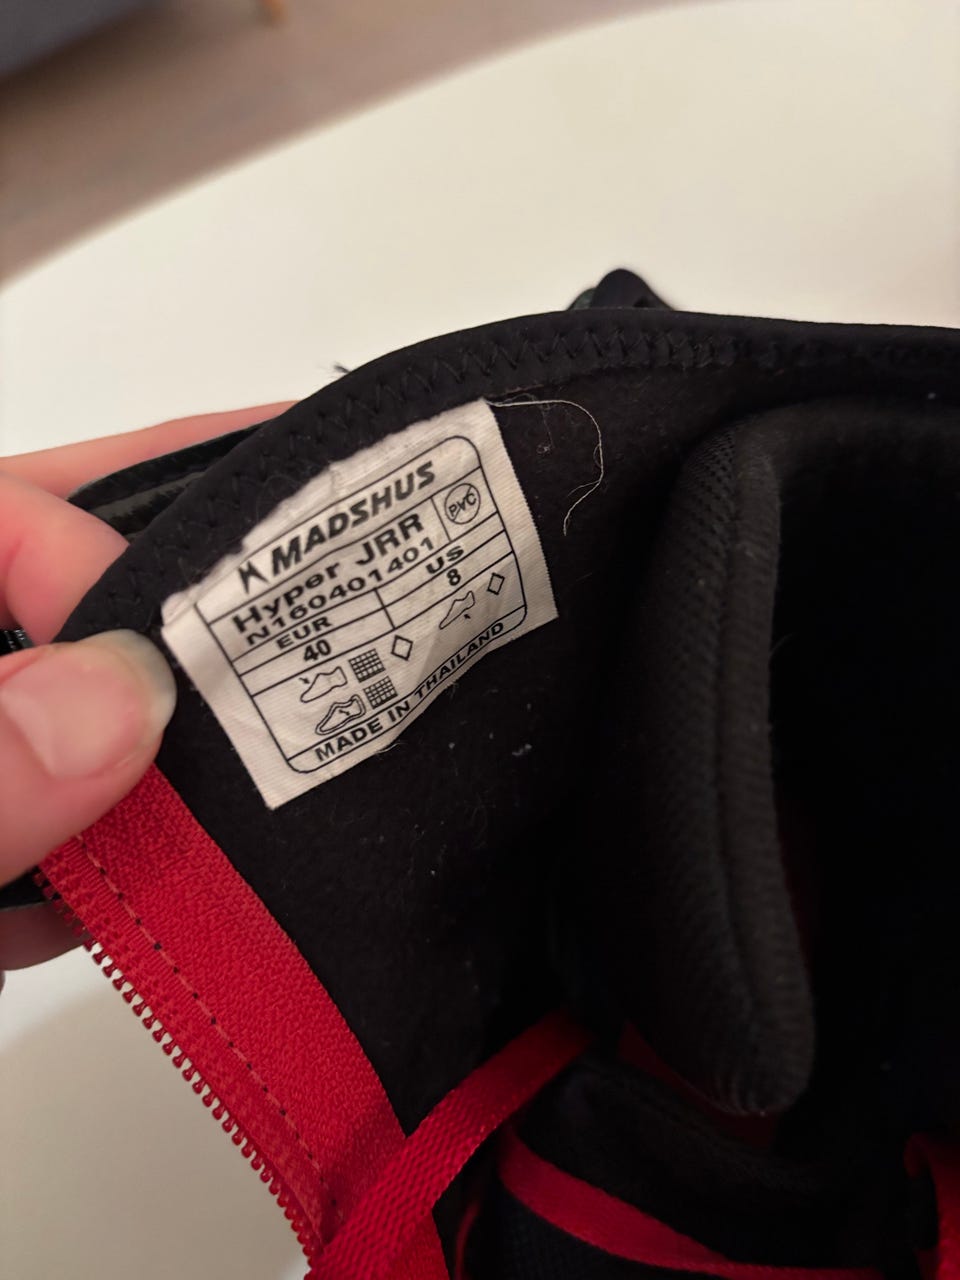 MADSHUS
Hyper JRR
PVC
N160401401
EUR US
40 8
MADE IN THAILAND